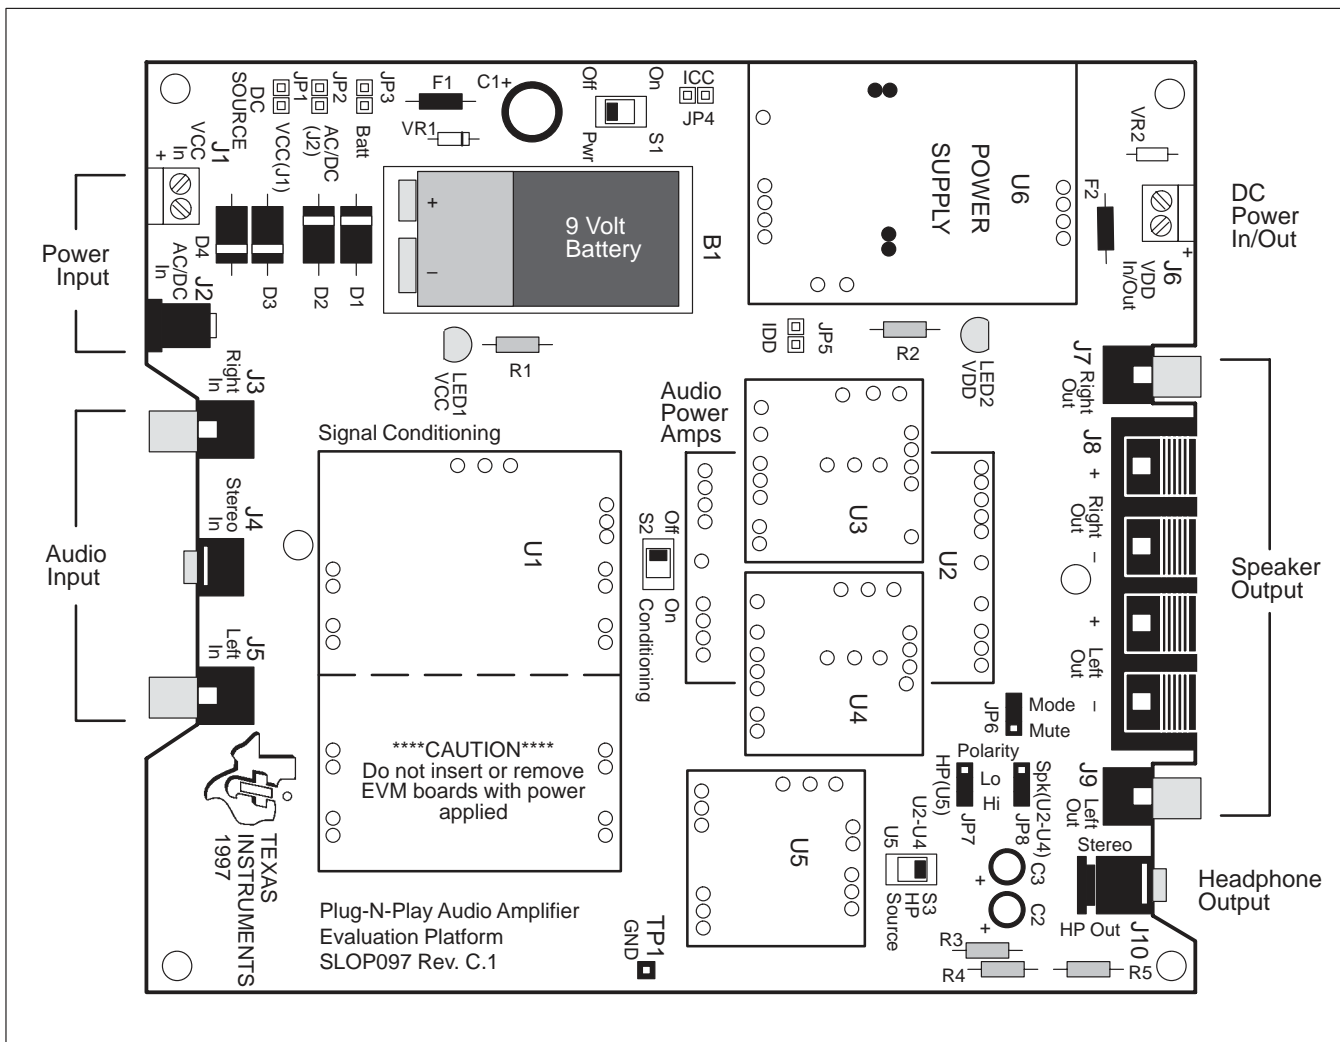 DC
SOURCE
JP1
VCC(J1)
JP2
AC/DC
(J2)
JP3
Batt
F1
VR1
C1+
Off
On
Pwr
S1
ICC
JP4
U6
POWER
SUPPLY
VR2
F2
+
J6
VDD
In/Out
DC
Power
In/Out
J1
VCC
In
+
Power
Input
D4
D3
D2
D1
J2
AC/DC
In
+
−
9 Volt
Battery
B1
LED1
VCC
R1
IDD
JP5
R2
LED2
VDD
J3
Right
In
J4
Stereo
In
J5
Left
In
Audio
Input
Signal Conditioning
U1
S2
Off
On
Conditioning
****CAUTION****
Do not insert or remove
EVM boards with power
applied
Audio
Power
Amps
U3
U2
U4
U5
J7
Right
Out
J8
+
Right
Out
−
+
Left
Out
−
Speaker
Output
JP6
Mode
Mute
Polarity
HP(U5)
Lo
Hi
JP7
Spk(U2-U4)
JP8
J9
Left
Out
U5
U2-U4
S3
HP
Source
+
C3
+
C2
Stereo
HP Out
J10
Headphone
Output
R3
R4
R5
TP1
GND
TEXAS
INSTRUMENTS
1997
Plug-N-Play Audio Amplifier
Evaluation Platform
SLOP097 Rev. C.1